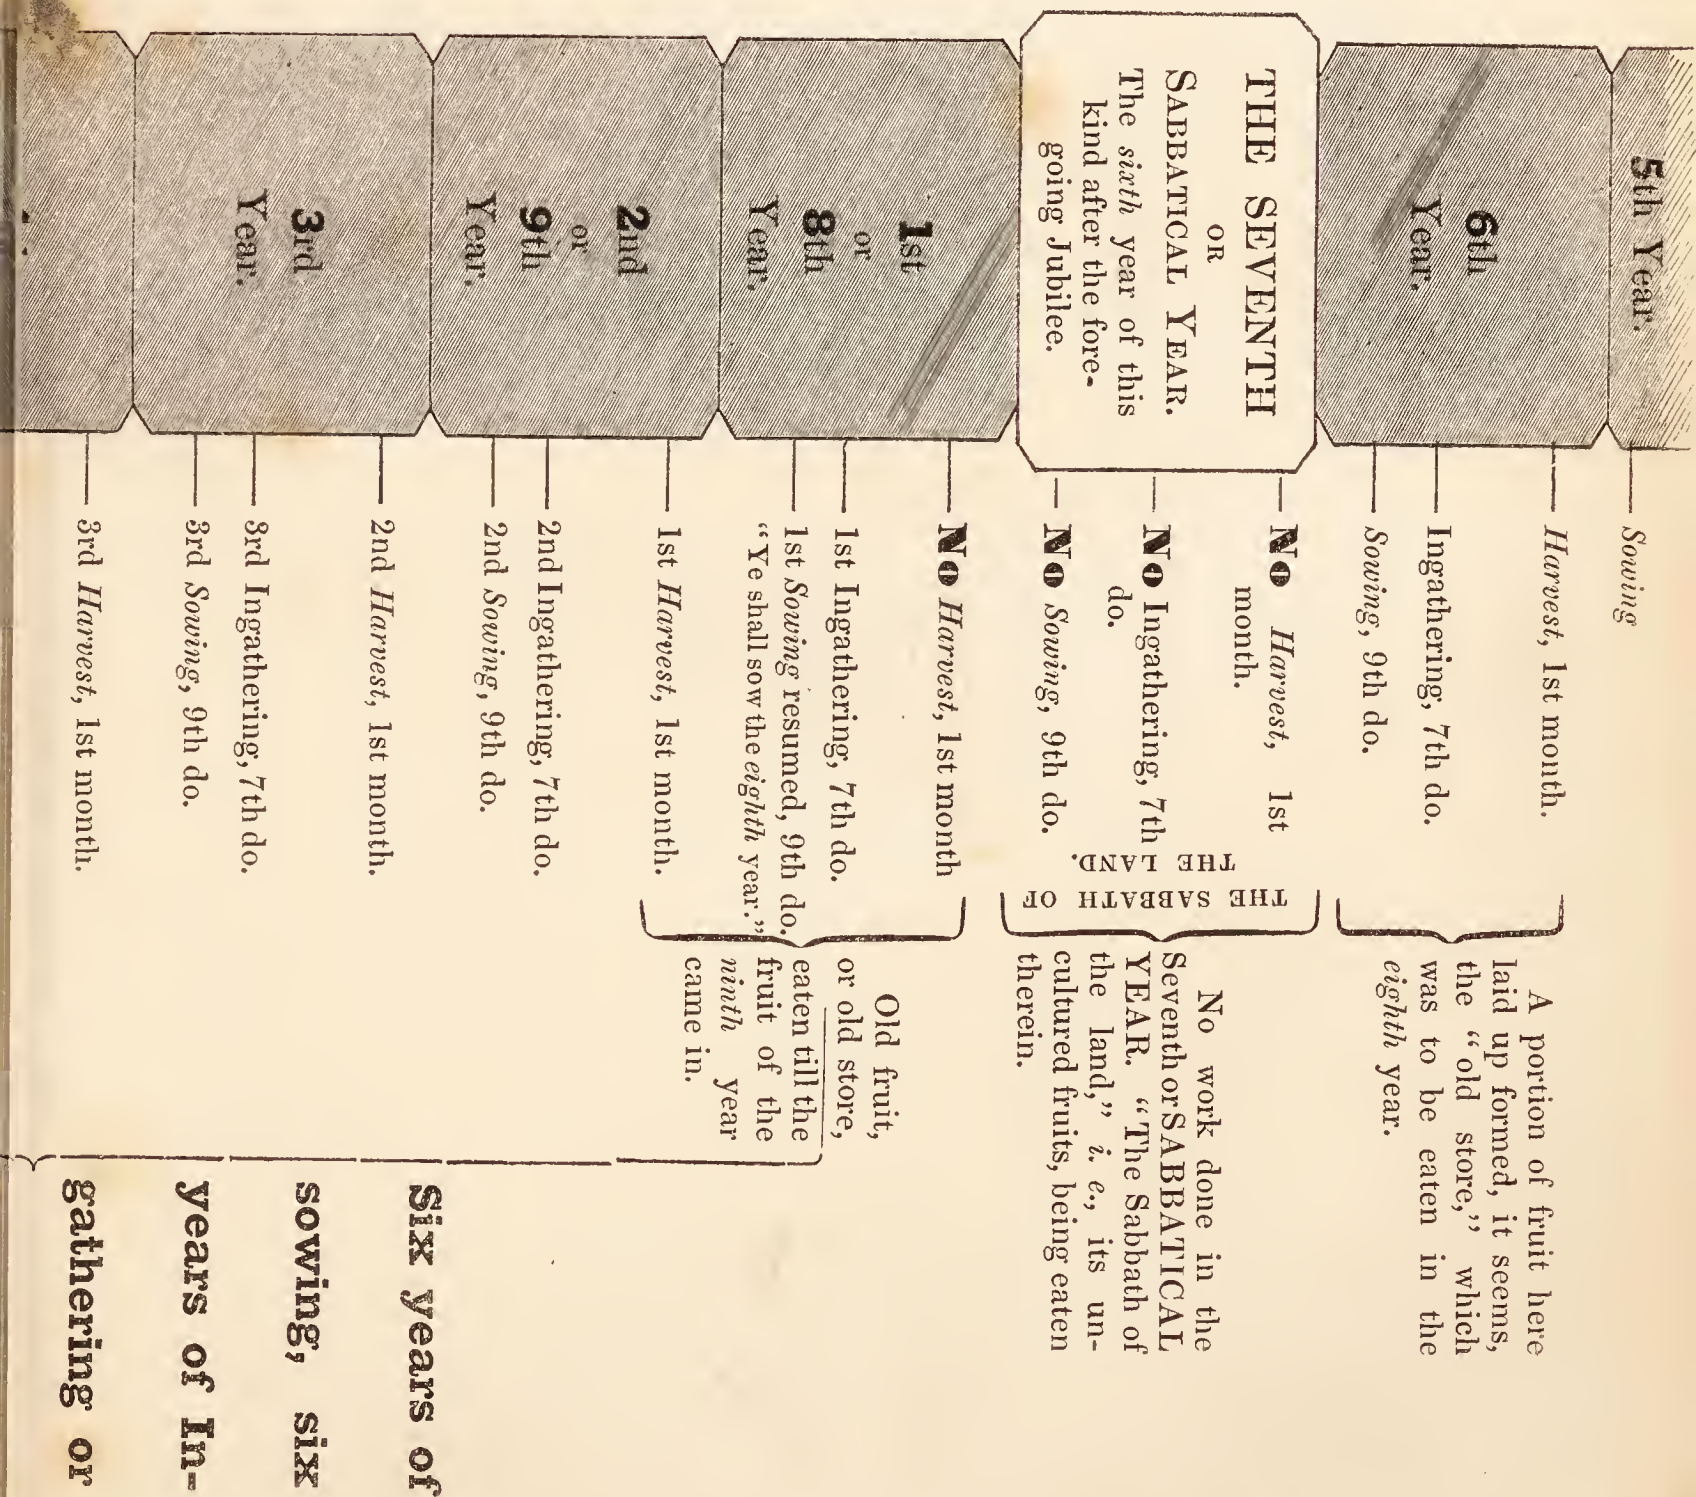 5th Year.
Sowing
6th
Year.
Harvest, 1st month.
Ingathering, 7th do.
Sowing, 9th do.
A portion of fruit here
laid up formed, it seems,
the “old store,” which
was to be eaten in the
eighth year.
THE SEVENTH
OR
SABBATICAL YEAR.
The sixth year of this
kind after the fore-
going Jubilee.
No Harvest, 1st
month.
No Ingathering, 7th
do.
No Sowing, 9th do.
THE SABBATH OF
THE LAND.
No work done in the
Seventh or SABBATICAL
YEAR. “The Sabbath of
the land,” i. e., its un-
cultured fruits, being eaten
therein.
1st
or
8th
Year.
No Harvest, 1st month
1st Ingathering, 7th do.
1st Sowing resumed, 9th do.
“Ye shall sow the eighth year.”
Old fruit,
or old store,
eaten till the
fruit of the
ninth year
came in.
2nd
or
9th
Year.
1st Harvest, 1st month.
2nd Ingathering, 7th do.
2nd Sowing, 9th do.
3rd
Year.
2nd Harvest, 1st month.
3rd Ingathering, 7th do.
3rd Sowing, 9th do.
3rd Harvest, 1st month.
Six years of
sowing, six
years of In-
gathering or